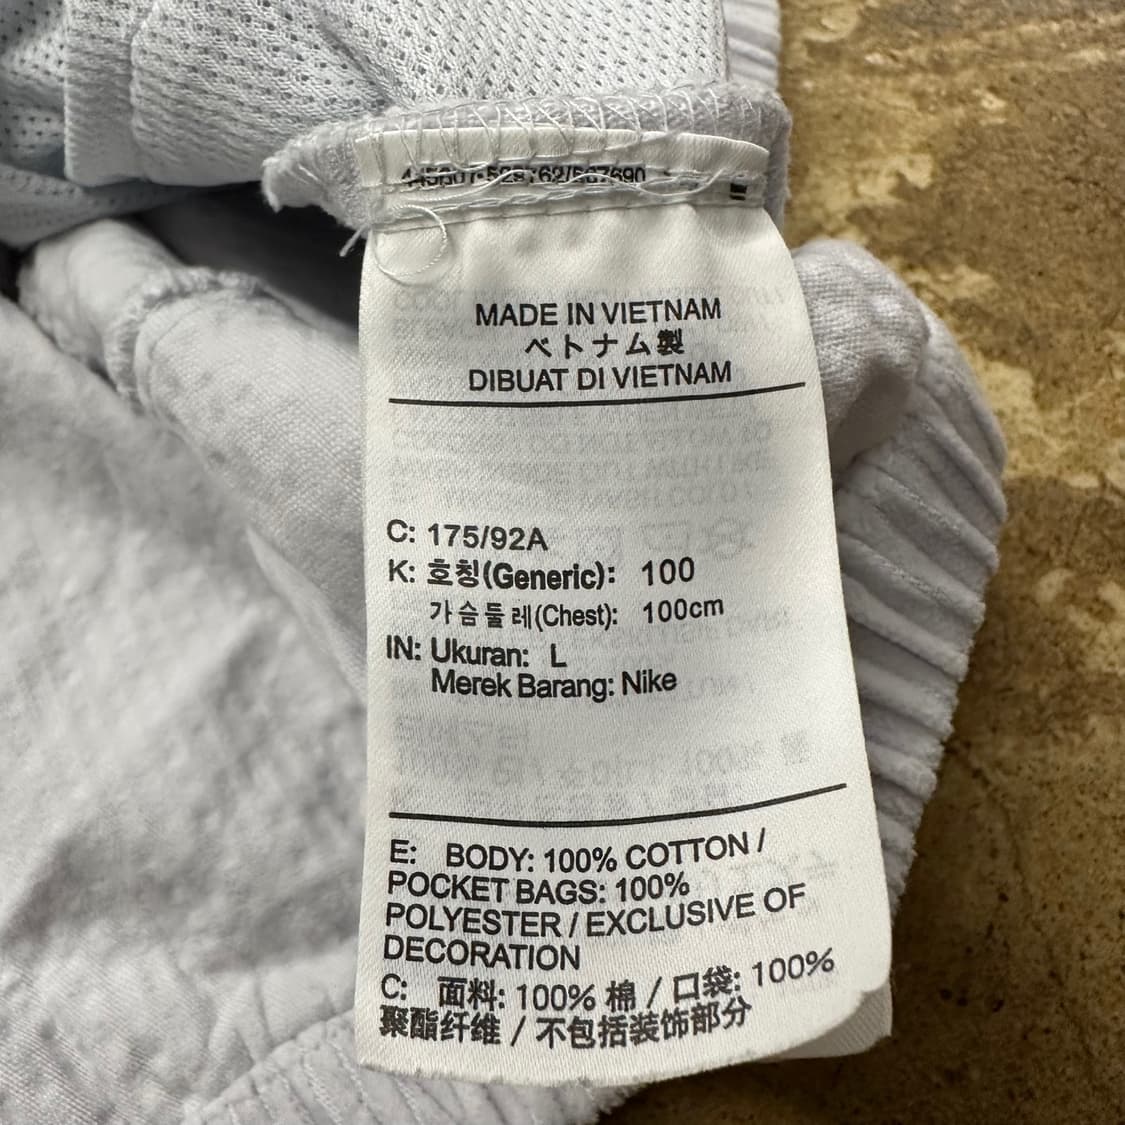 MADE IN VIETNAM
ベトナム製
DIBUAT DI VIETNAM
C: 175/92A
K: 호칭(Generic): 100
가슴둘레(Chest): 100cm
IN: Ukuran: L
Merek Barang: Nike
E: BODY: 100% COTTON /
POCKET BAGS: 100%
POLYESTER / EXCLUSIVE OF
DECORATION
C: 面料: 100% 棉 / 口袋: 100%
聚酯纤维 / 不包括装饰部分